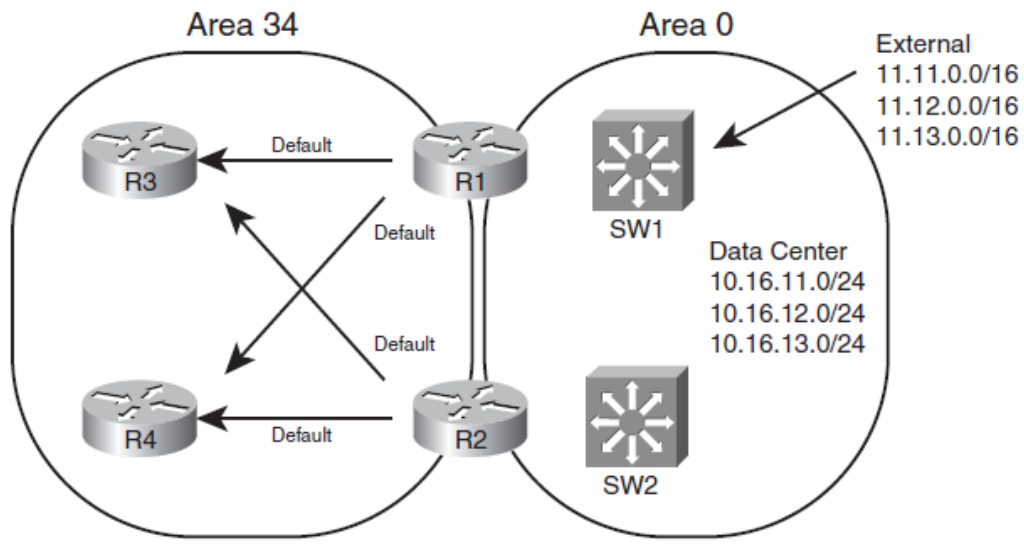 Area 34
Area 0
External
11.11.0.0/16
11.12.0.0/16
11.13.0.0/16
Default
R3
R1
SW1
Default
Data Center
10.16.11.0/24
10.16.12.0/24
10.16.13.0/24
Default
R4
Default
R2
SW2